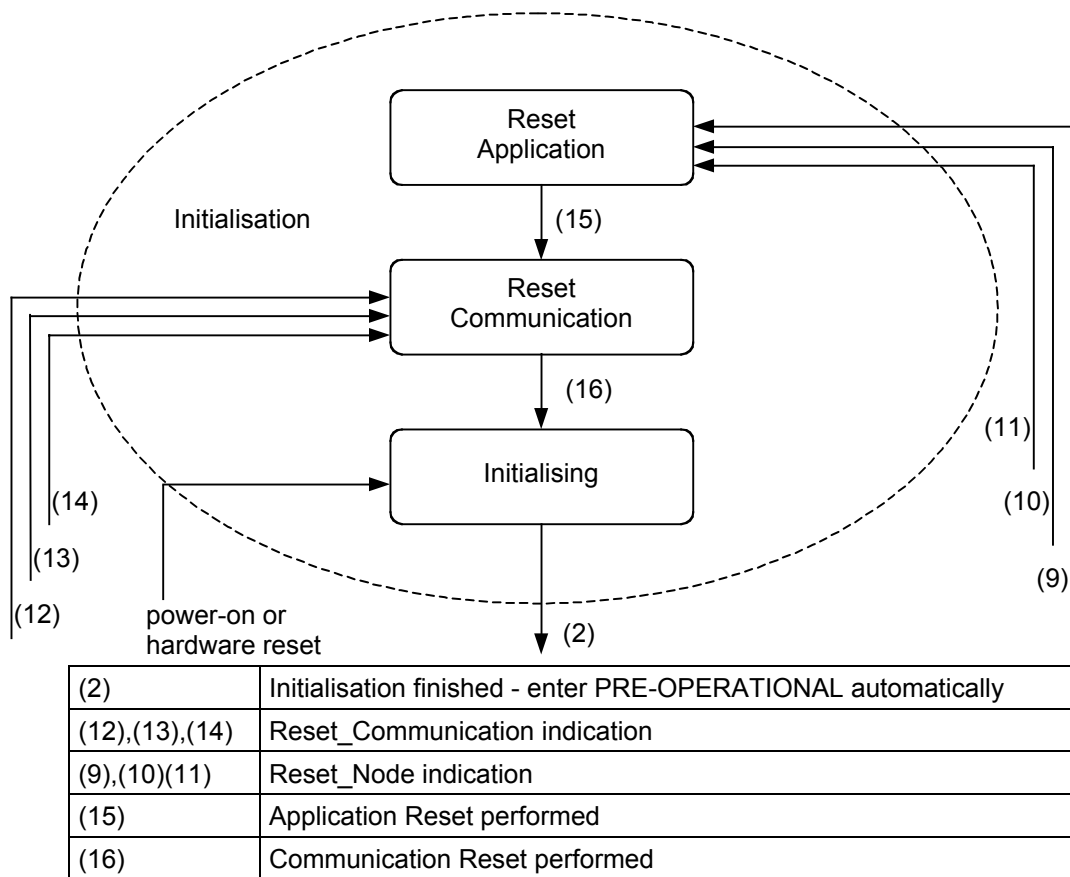 Reset
Application
Initialisation
(15)
Reset
Communication
(16)
(11)
Initialising
(14)
(10)
(13)
(9)
(12)
power-on or
hardware reset
(2)
(2) Initialisation finished - enter PRE-OPERATIONAL automatically
(12),(13),(14) Reset_Communication indication
(9),(10)(11) Reset_Node indication
(15) Application Reset performed
(16) Communication Reset performed